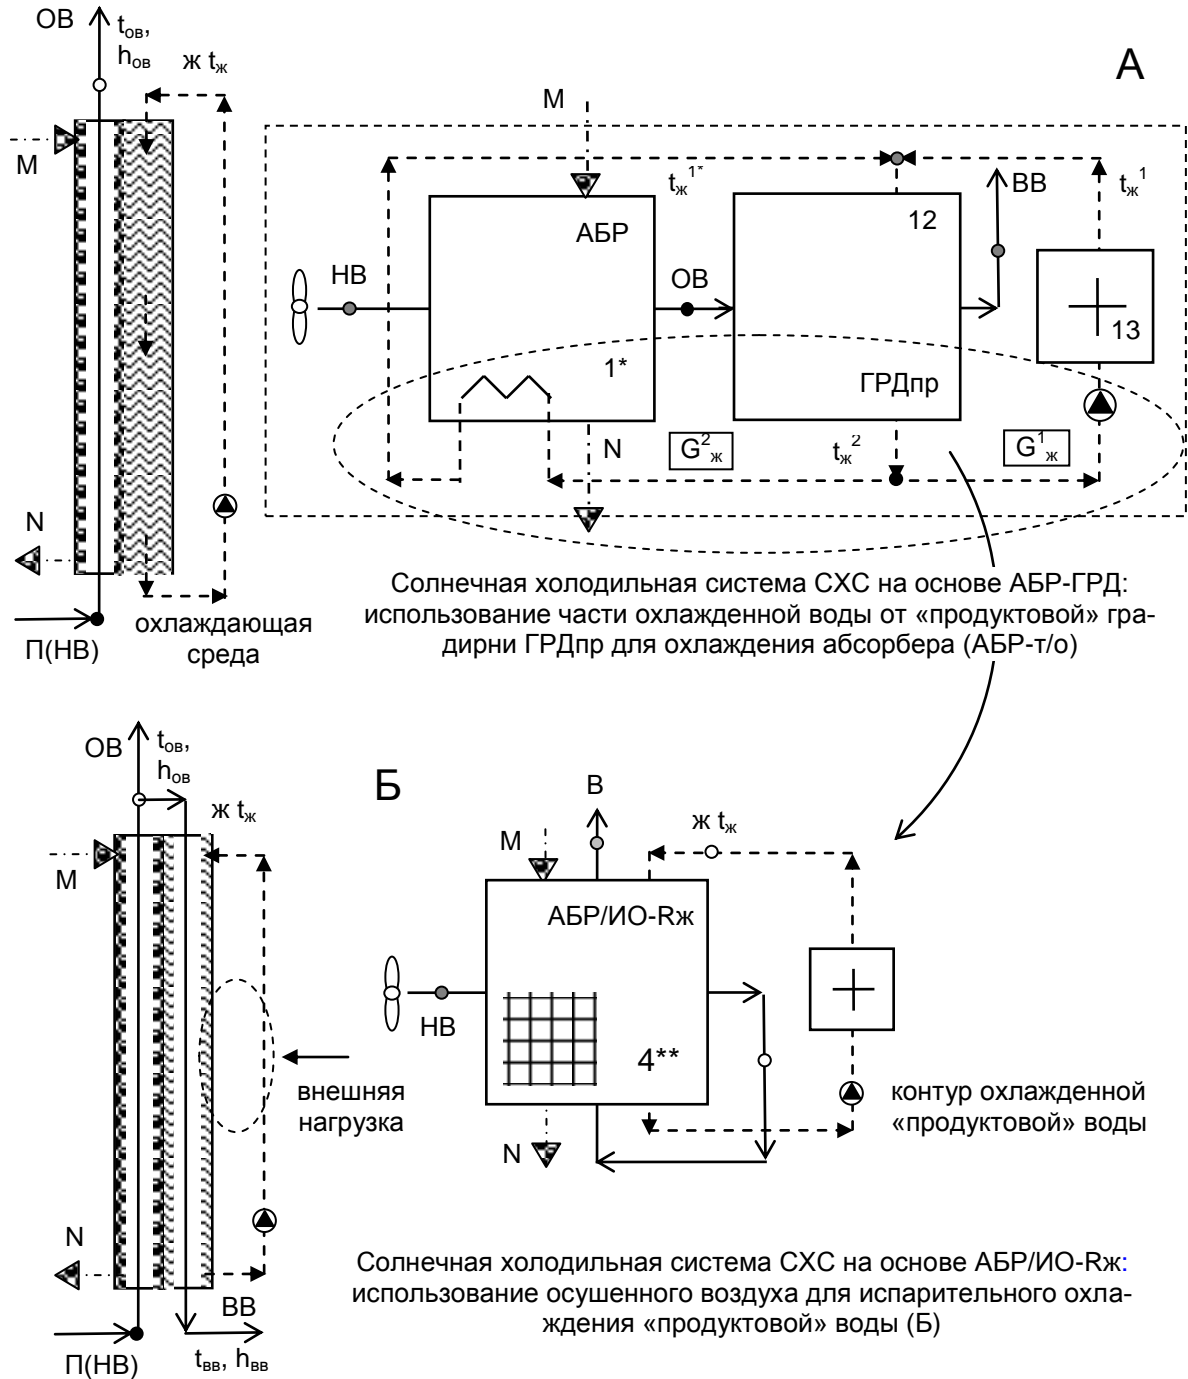 ОВ
tов,
hов
ж tж
М
N
П(НВ)
охлаждающая
среда
А
М
tж1*
ВВ
tж1
АБР
12
НВ
ОВ
13
1*
ГРДпр
N
G2ж
tж2
G1ж
Солнечная холодильная система СХС на основе АБР-ГРД:
использование части охлажденной воды от «продуктовой» гра-
дирни ГРДпр для охлаждения абсорбера (АБР-т/о)
ОВ
tов,
hов
ж tж
М
N
П(НВ)
ВВ
tвв, hвв
внешняя
нагрузка
Б
В
М
ж tж
АБР/ИО-Rж
НВ
4**
N
контур охлажденной
«продуктовой» воды
Солнечная холодильная система СХС на основе АБР/ИО-Rж:
использование осушенного воздуха для испарительного охла-
ждения «продуктовой» воды (Б)